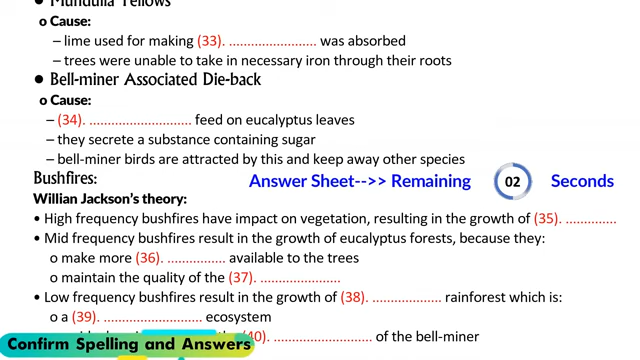 Mundulla Yellows
o Cause:
– lime used for making (33). ........................ was absorbed
– trees were unable to take in necessary iron through their roots
● Bell-miner Associated Die-back
o Cause:
– (34). ............................ feed on eucalyptus leaves
– they secrete a substance containing sugar
– bell-miner birds are attracted by this and keep away other species
Bushfires:
Answer Sheet-->> Remaining 02 Seconds
Willian Jackson's theory:
• High frequency bushfires have impact on vegetation, resulting in the growth of (35). ..............
• Mid frequency bushfires result in the growth of eucalyptus forests, because they:
o make more (36). ................ available to the trees
o maintain the quality of the (37). ......................
• Low frequency bushfires result in the growth of (38). ................... rainforest which is:
o a (39). ........................... ecosystem
(40). ........................... of the bell-miner
Confirm Spelling and Answers